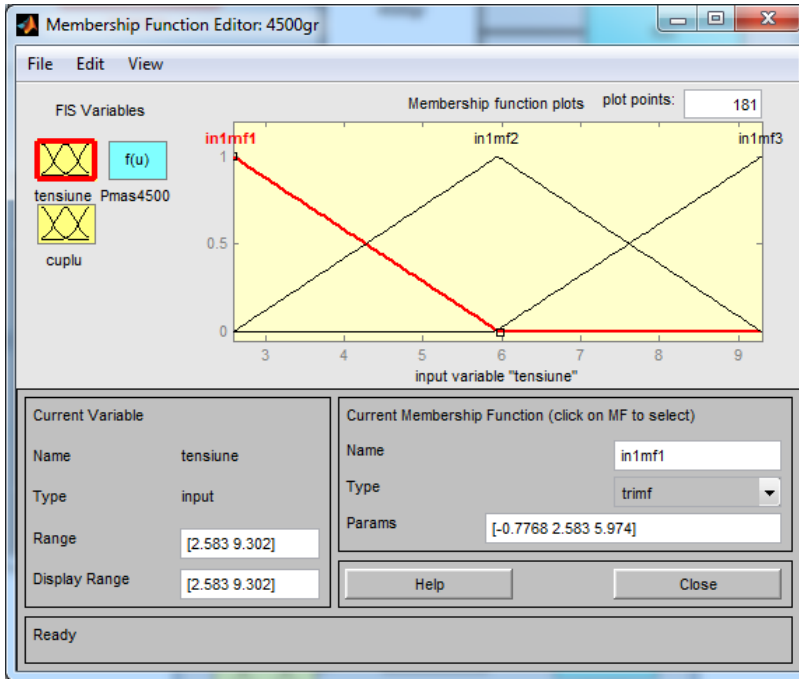 Membership Function Editor: 4500gr
File Edit View
FIS Variables
Membership function plots plot points: 181
f(u)
tensiune Pmas4500
cuplu
in1mf1 in1mf2 in1mf3
1
0.5
0
3 4 5 6 7 8 9
input variable "tensiune"
Current Variable
Name tensiune
Type input
Range [2.583 9.302]
Display Range [2.583 9.302]
Current Membership Function (click on MF to select)
Name in1mf1
Type trimf
Params [-0.7768 2.583 5.974]
Help Close
Ready